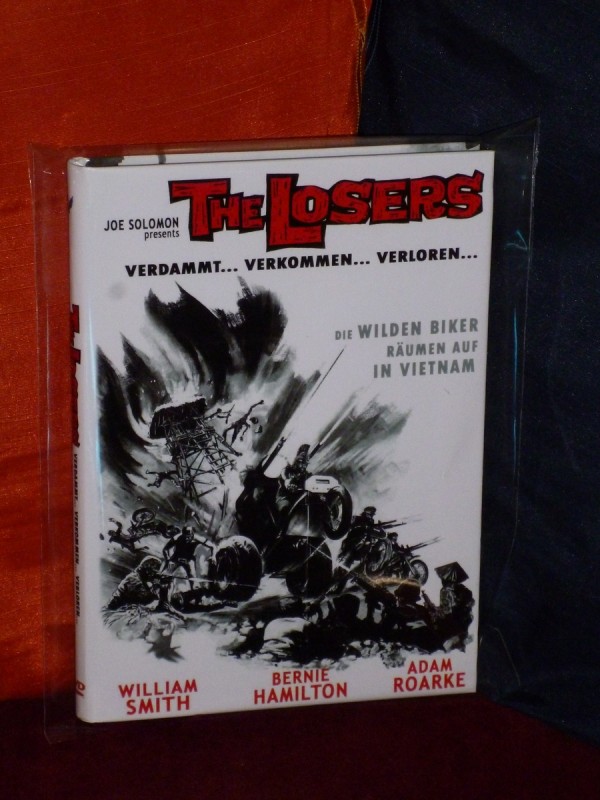 THE LOSERS
JOE SOLOMON
presents
VERDAMMT... VERKOMMEN... VERLOREN...
DIE WILDEN BIKER
RÄUMEN AUF
IN VIETNAM
WILLIAM
SMITH
BERNIE
HAMILTON
ADAM
ROARKE